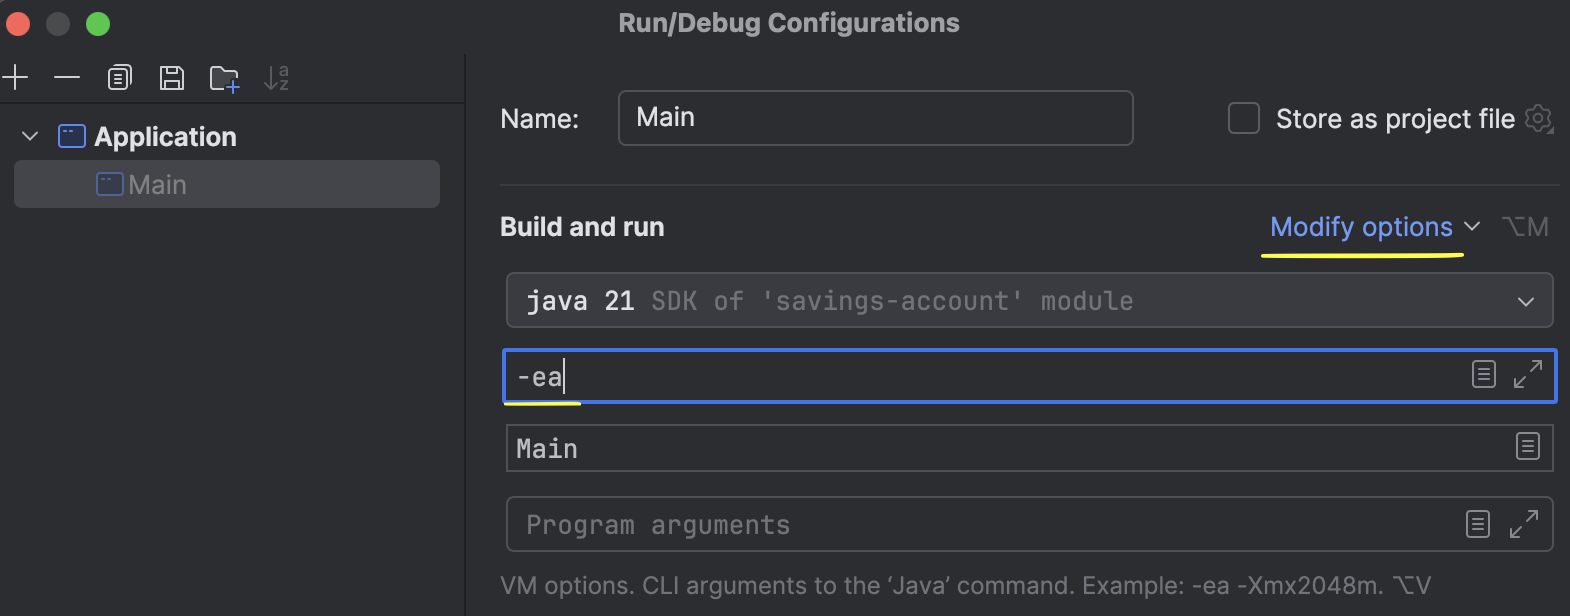 Run/Debug Configurations
Application
Main
Name:
Main
Store as project file
Build and run
Modify options ⌥M
java 21 SDK of 'savings-account' module
-ea
Main
Program arguments
VM options. CLI arguments to the ‘Java’ command. Example: -ea -Xmx2048m. ⌥V